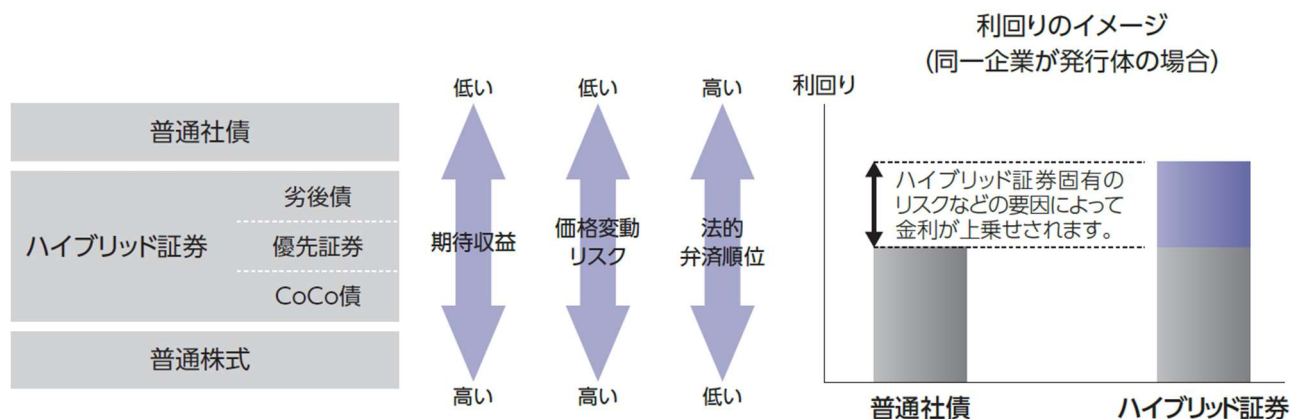 普通社債
ハイブリッド証券
劣後債
優先証券
CoCo債
普通株式
低い
期待収益
高い
低い
価格変動
リスク
高い
高い
法的
弁済順位
低い
利回りのイメージ
(同一企業が発行体の場合)
利回り
ハイブリッド証券固有の
リスクなどの要因によって
金利が上乗せされます。
普通社債
ハイブリッド証券